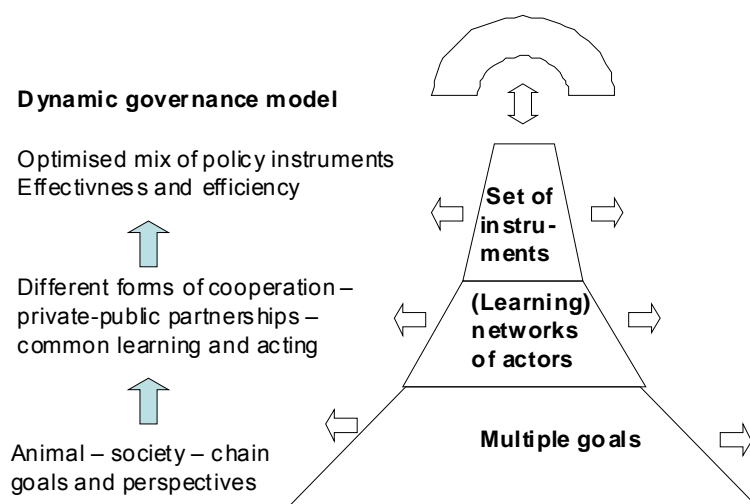 Dynamic governance model
Optimised mix of policy instruments
Effectivness and efficiency
Different forms of cooperation –
private-public partnerships –
common learning and acting
Animal – society – chain
goals and perspectives
Set of
instru-
ments
(Learning)
networks
of actors
Multiple goals